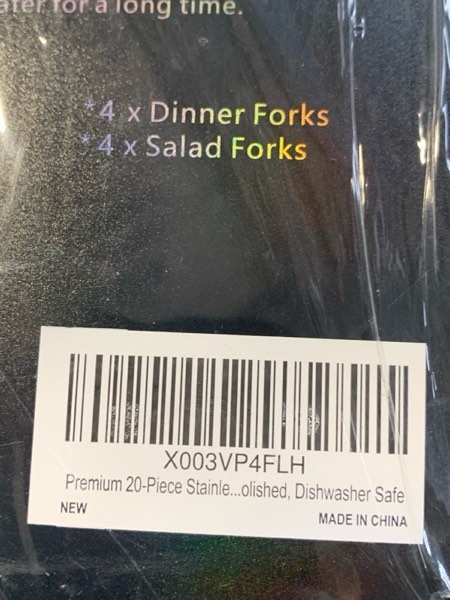 ater for a long time.
*4 x Dinner Forks
*4 x Salad Forks
X003VP4FLH
Premium 20-Piece Stainle...olished, Dishwasher Safe
NEW
MADE IN CHINA